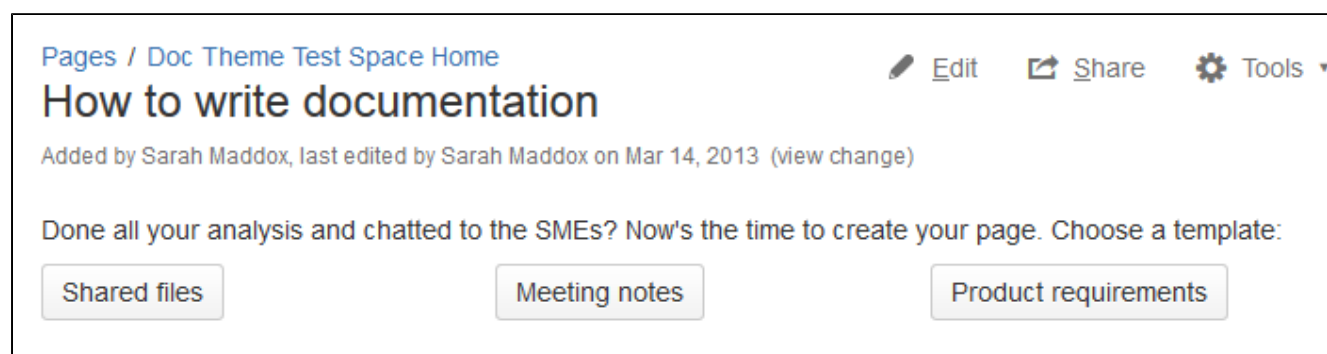 Pages / Doc Theme Test Space Home
Edit Share Tools
How to write documentation
Added by Sarah Maddox, last edited by Sarah Maddox on Mar 14, 2013 (view change)
Done all your analysis and chatted to the SMEs? Now's the time to create your page. Choose a template:
Shared files Meeting notes Product requirements